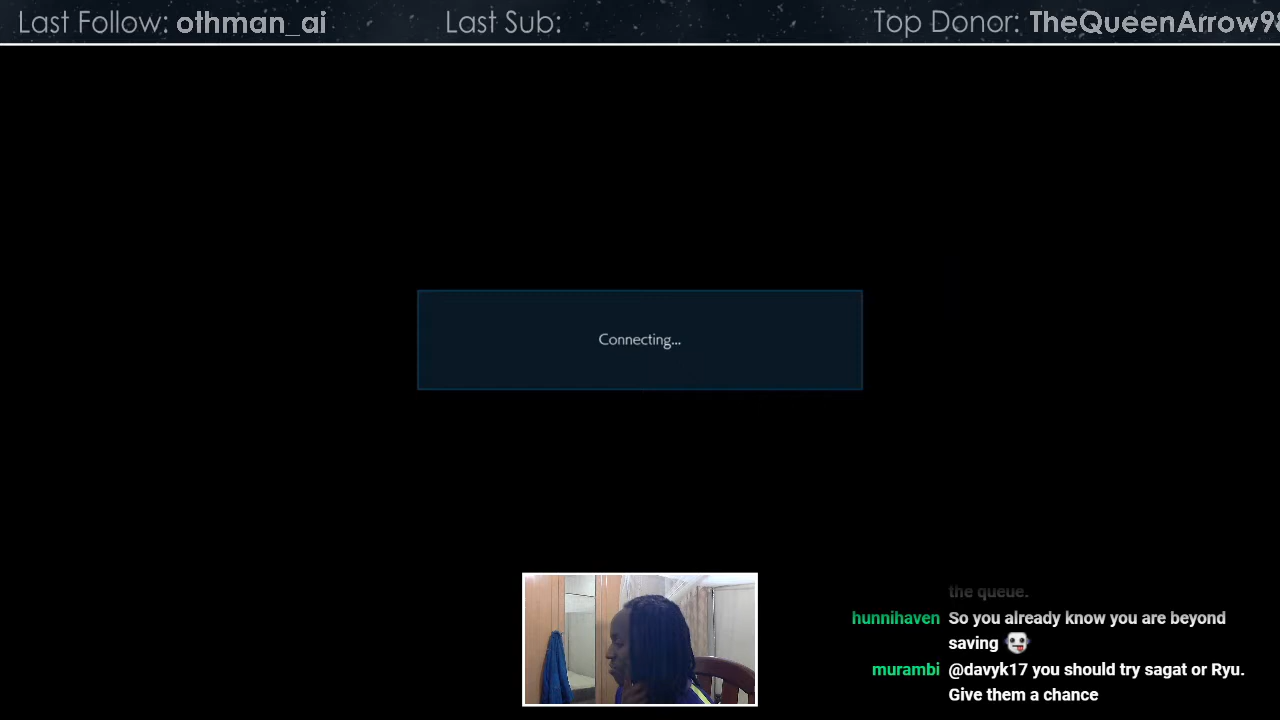 Last Follow: othman_ai
Last Sub:
Top Donor: TheQueenArrow9
Connecting...
the queue.
hunnihaven So you already know you are beyond
saving
murambi @davyk17 you should try sagat or Ryu.
Give them a chance